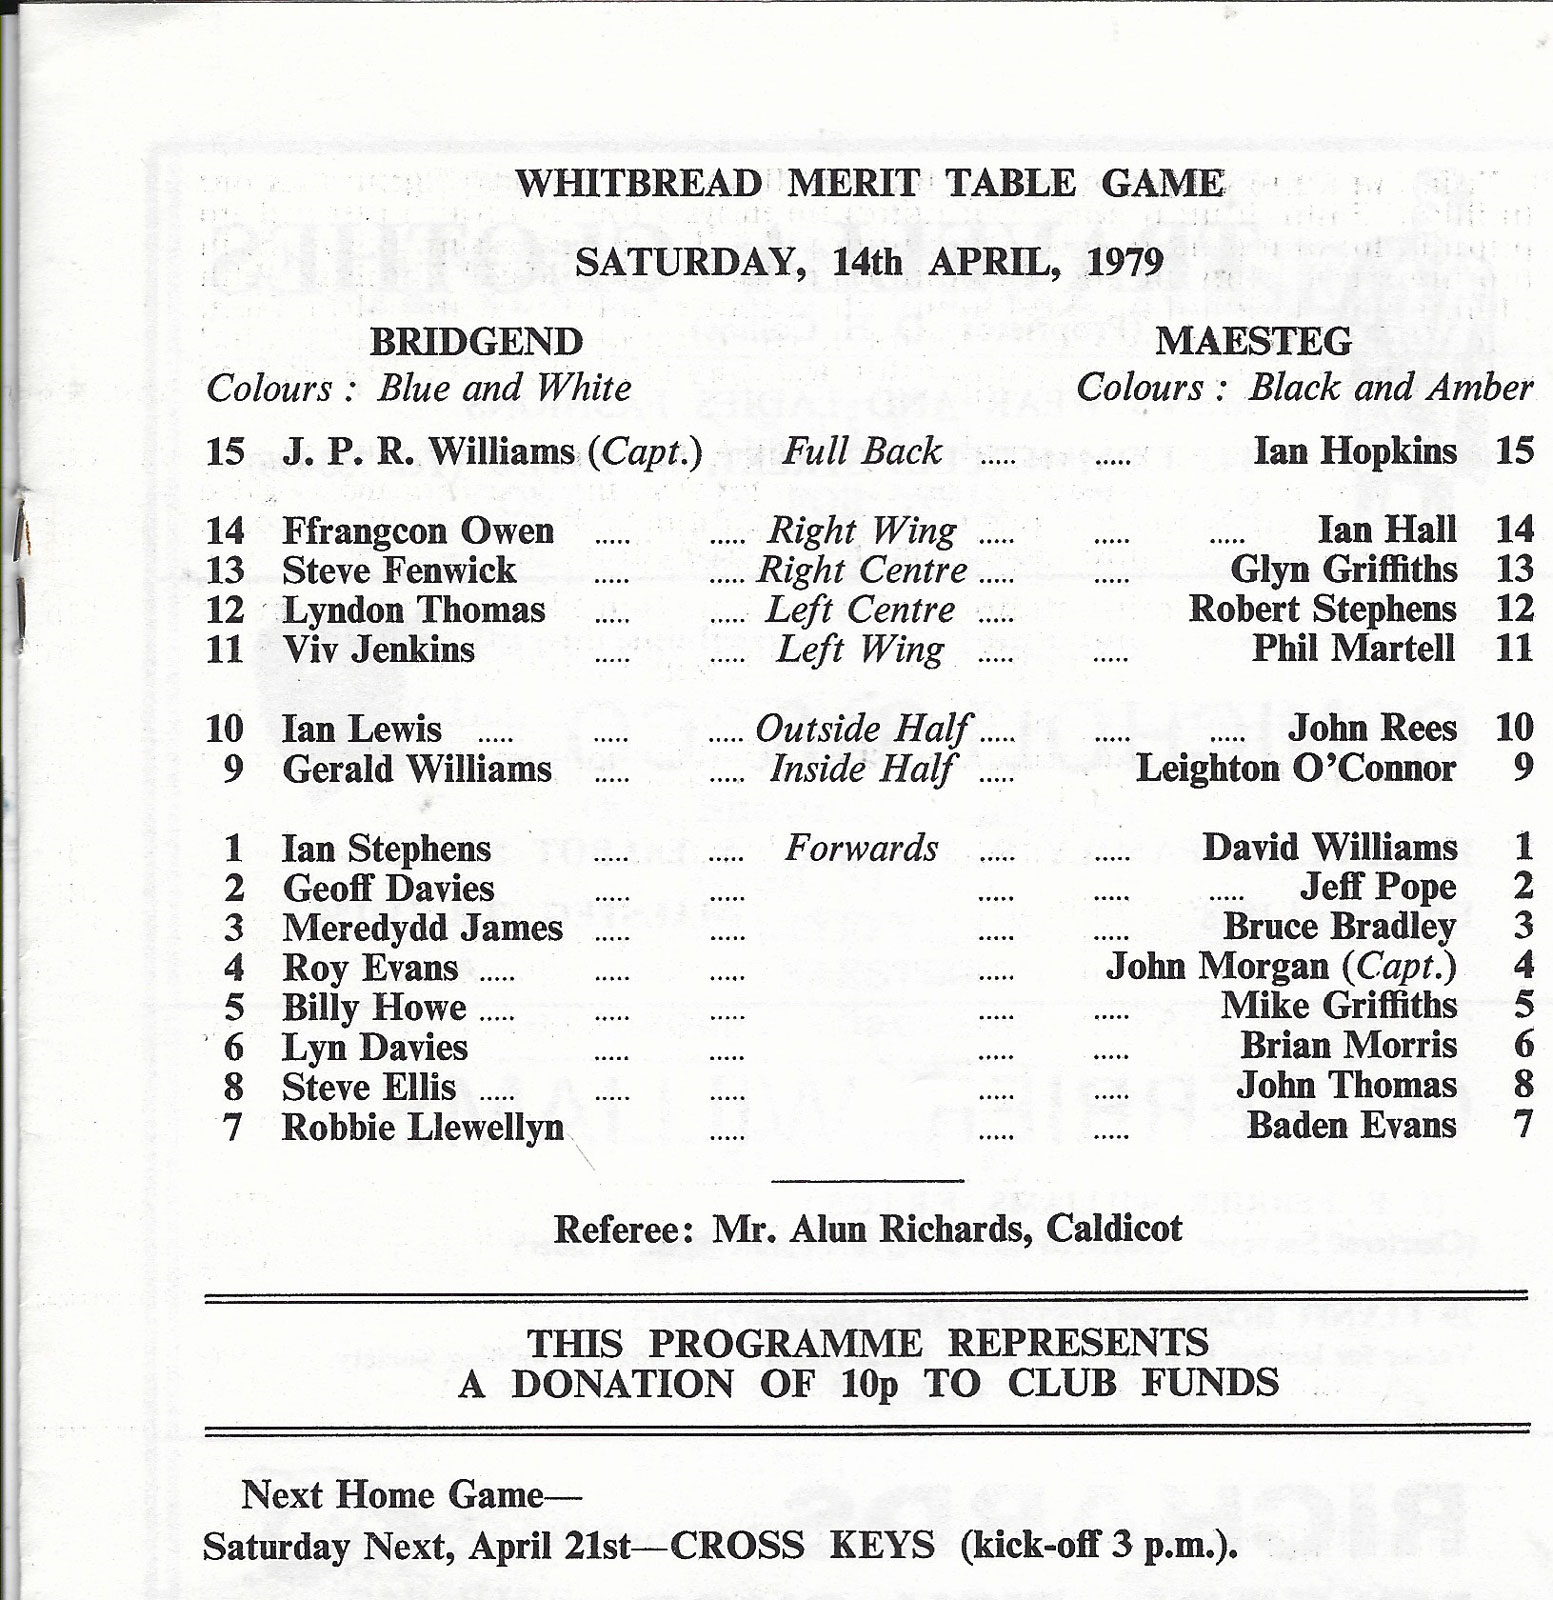 WHITBREAD MERIT TABLE GAME
SATURDAY, 14th APRIL, 1979
BRIDGEND MAESTEG
Colours : Blue and White Colours : Black and Amber
15 J. P. R. Williams (Capt.) Full Back ..... ..... Ian Hopkins 15
14 Ffrangcon Owen ..... ..... Right Wing ..... ..... ..... Ian Hall 14
13 Steve Fenwick ..... ..... Right Centre ..... ..... Glyn Griffiths 13
12 Lyndon Thomas ..... ..... Left Centre ..... Robert Stephens 12
11 Viv Jenkins ..... ..... Left Wing ..... ..... Phil Martell 11
10 Ian Lewis ..... ..... ..... Outside Half ..... ..... ..... John Rees 10
9 Gerald Williams ..... ..... Inside Half ..... Leighton O'Connor 9
1 Ian Stephens ..... ..... Forwards ..... ..... David Williams 1
2 Geoff Davies ..... ..... ..... ..... ..... Jeff Pope 2
3 Meredydd James ..... ..... ..... ..... Bruce Bradley 3
4 Roy Evans ..... ..... ..... ..... John Morgan (Capt.) 4
5 Billy Howe ..... ..... ..... ..... ..... Mike Griffiths 5
6 Lyn Davies ..... ..... ..... ..... Brian Morris 6
8 Steve Ellis ..... ..... ..... ..... ..... John Thomas 8
7 Robbie Llewellyn ..... ..... ..... Baden Evans 7
Referee: Mr. Alun Richards, Caldicot
THIS PROGRAMME REPRESENTS
A DONATION OF 10p TO CLUB FUNDS
Next Home Game—
Saturday Next, April 21st—CROSS KEYS (kick-off 3 p.m.).